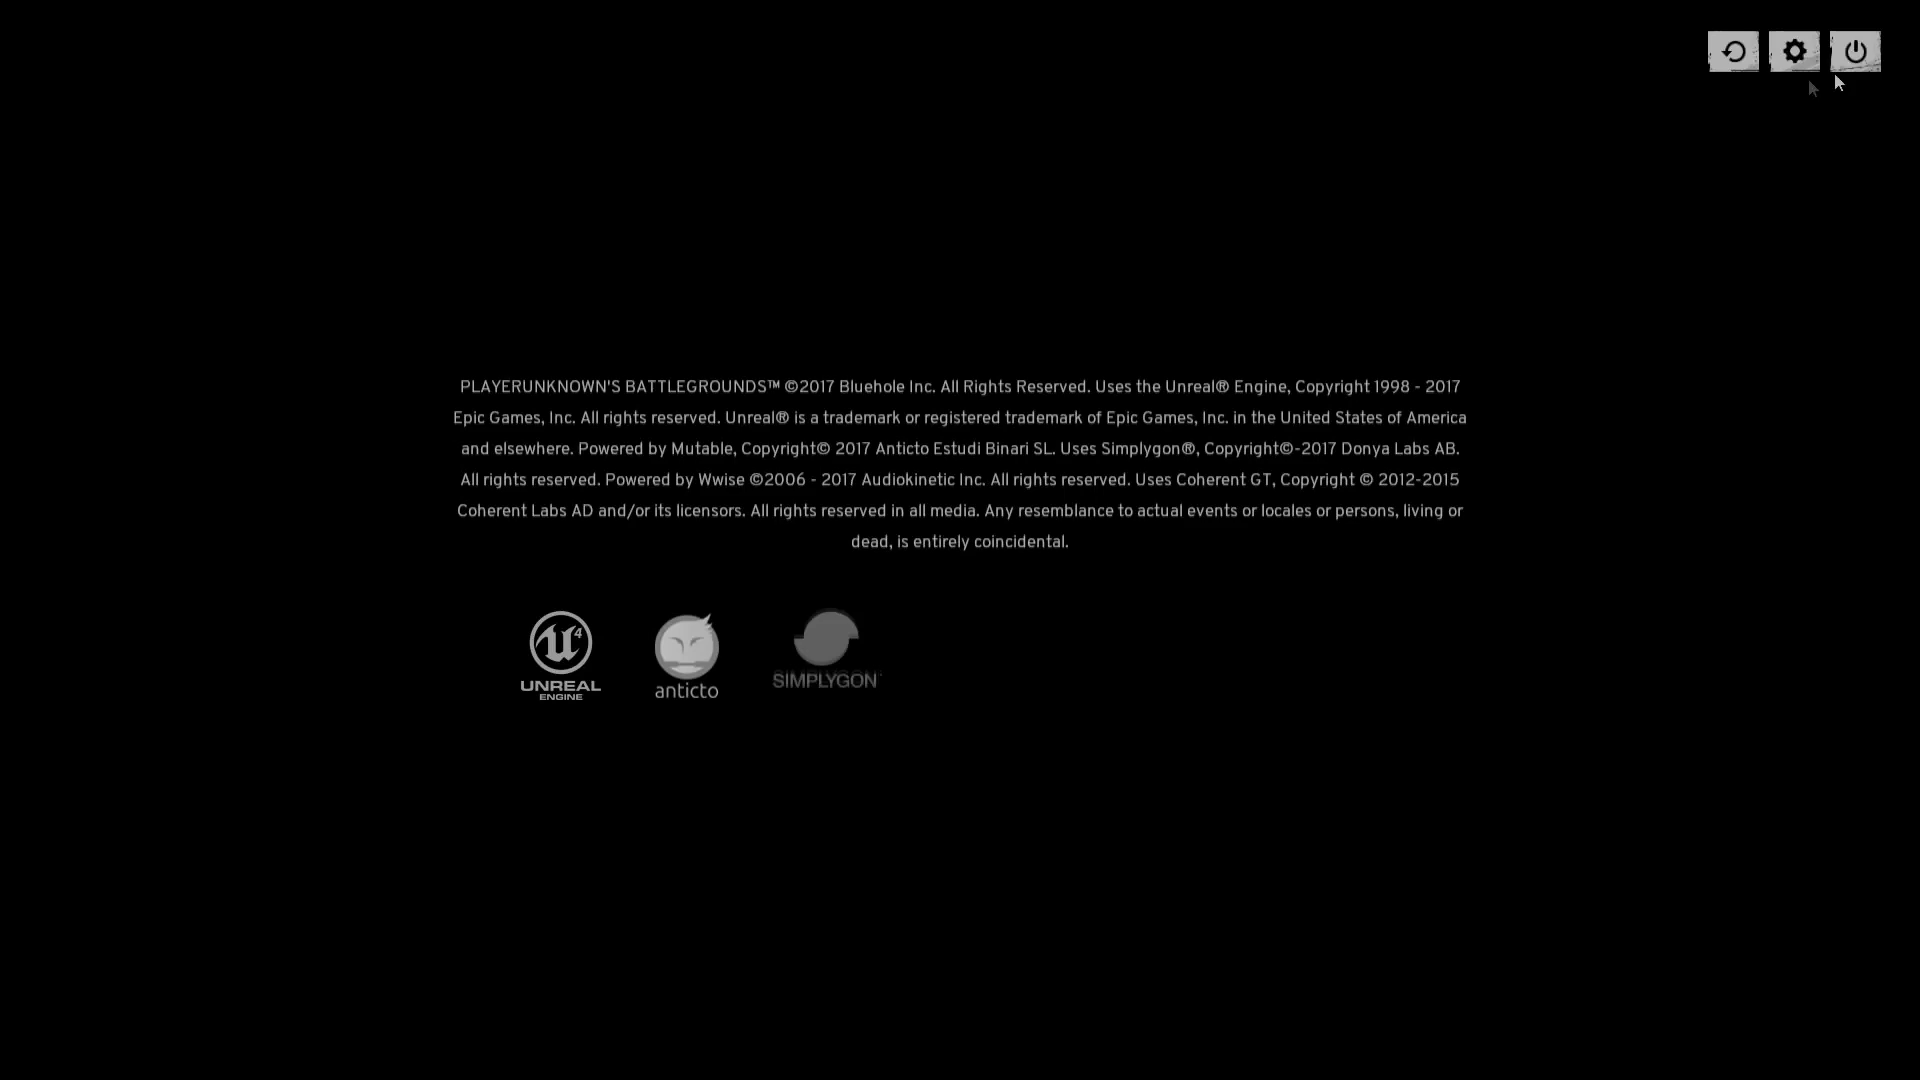 PLAYERUNKNOWN'S BATTLEGROUNDS™ ©2017 Bluehole Inc. All Rights Reserved. Uses the Unreal® Engine, Copyright 1998 - 2017
Epic Games, Inc. All rights reserved. Unreal® is a trademark or registered trademark of Epic Games, Inc. in the United States of America
and elsewhere. Powered by Mutable, Copyright© 2017 Anticto Estudi Binari SL. Uses Simplygon®, Copyright©-2017 Donya Labs AB.
All rights reserved. Powered by Wwise ©2006 - 2017 Audiokinetic Inc. All rights reserved. Uses Coherent GT, Copyright © 2012-2015
Coherent Labs AD and/or its licensors. All rights reserved in all media. Any resemblance to actual events or locales or persons, living or
dead, is entirely coincidental.
U4
UNREAL
ENGINE
anticto
SIMPLYGON